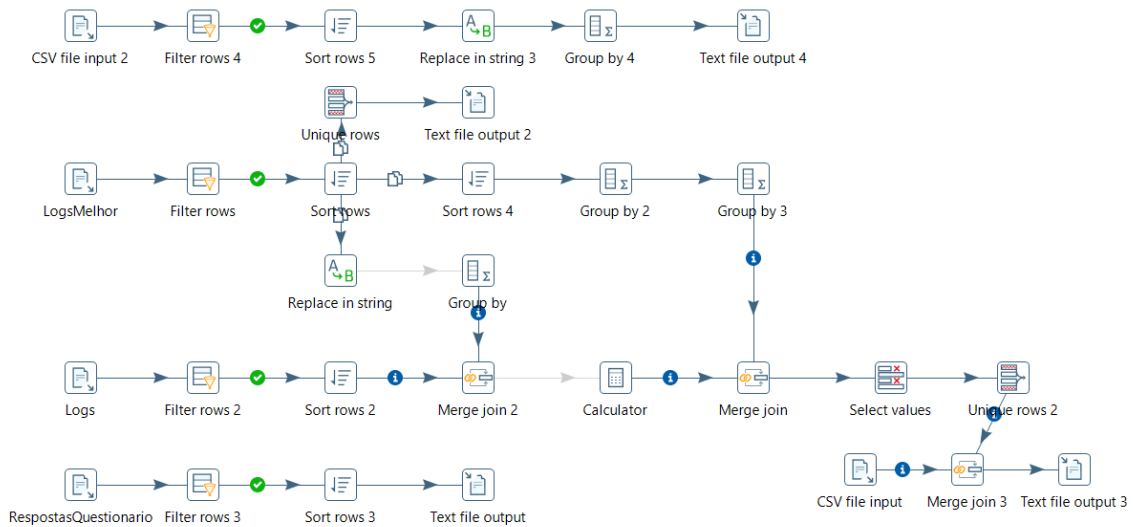 CSV file input 2
Filter rows 4
Sort rows 5
Replace in string 3
Group by 4
Text file output 4
Unique rows
Text file output 2
LogsMelhor
Filter rows
Sort rows
Sort rows 4
Group by 2
Group by 3
Replace in string
Group by
Logs
Filter rows 2
Sort rows 2
Merge join 2
Calculator
Merge join
Select values
Unique rows 2
CSV file input
Merge join 3
Text file output 3
RespostasQuestionario
Filter rows 3
Sort rows 3
Text file output